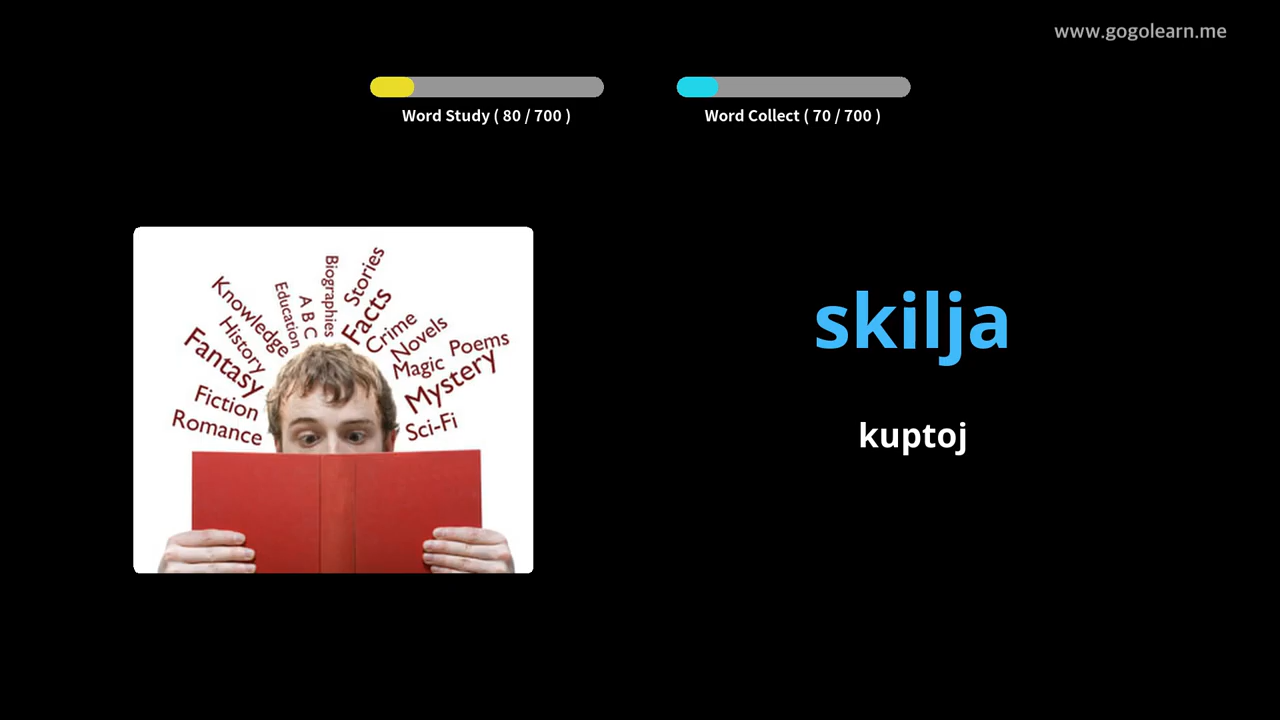 www.gogolearn.me
Word Study ( 80 / 700 )
Word Collect ( 70 / 700 )
Knowledge
History
Fantasy
Fiction
Romance
Education
A B C
Biographies
Stories
Facts
Crime
Novels
Magic
Poems
Mystery
Sci-Fi
skilja
kuptoj